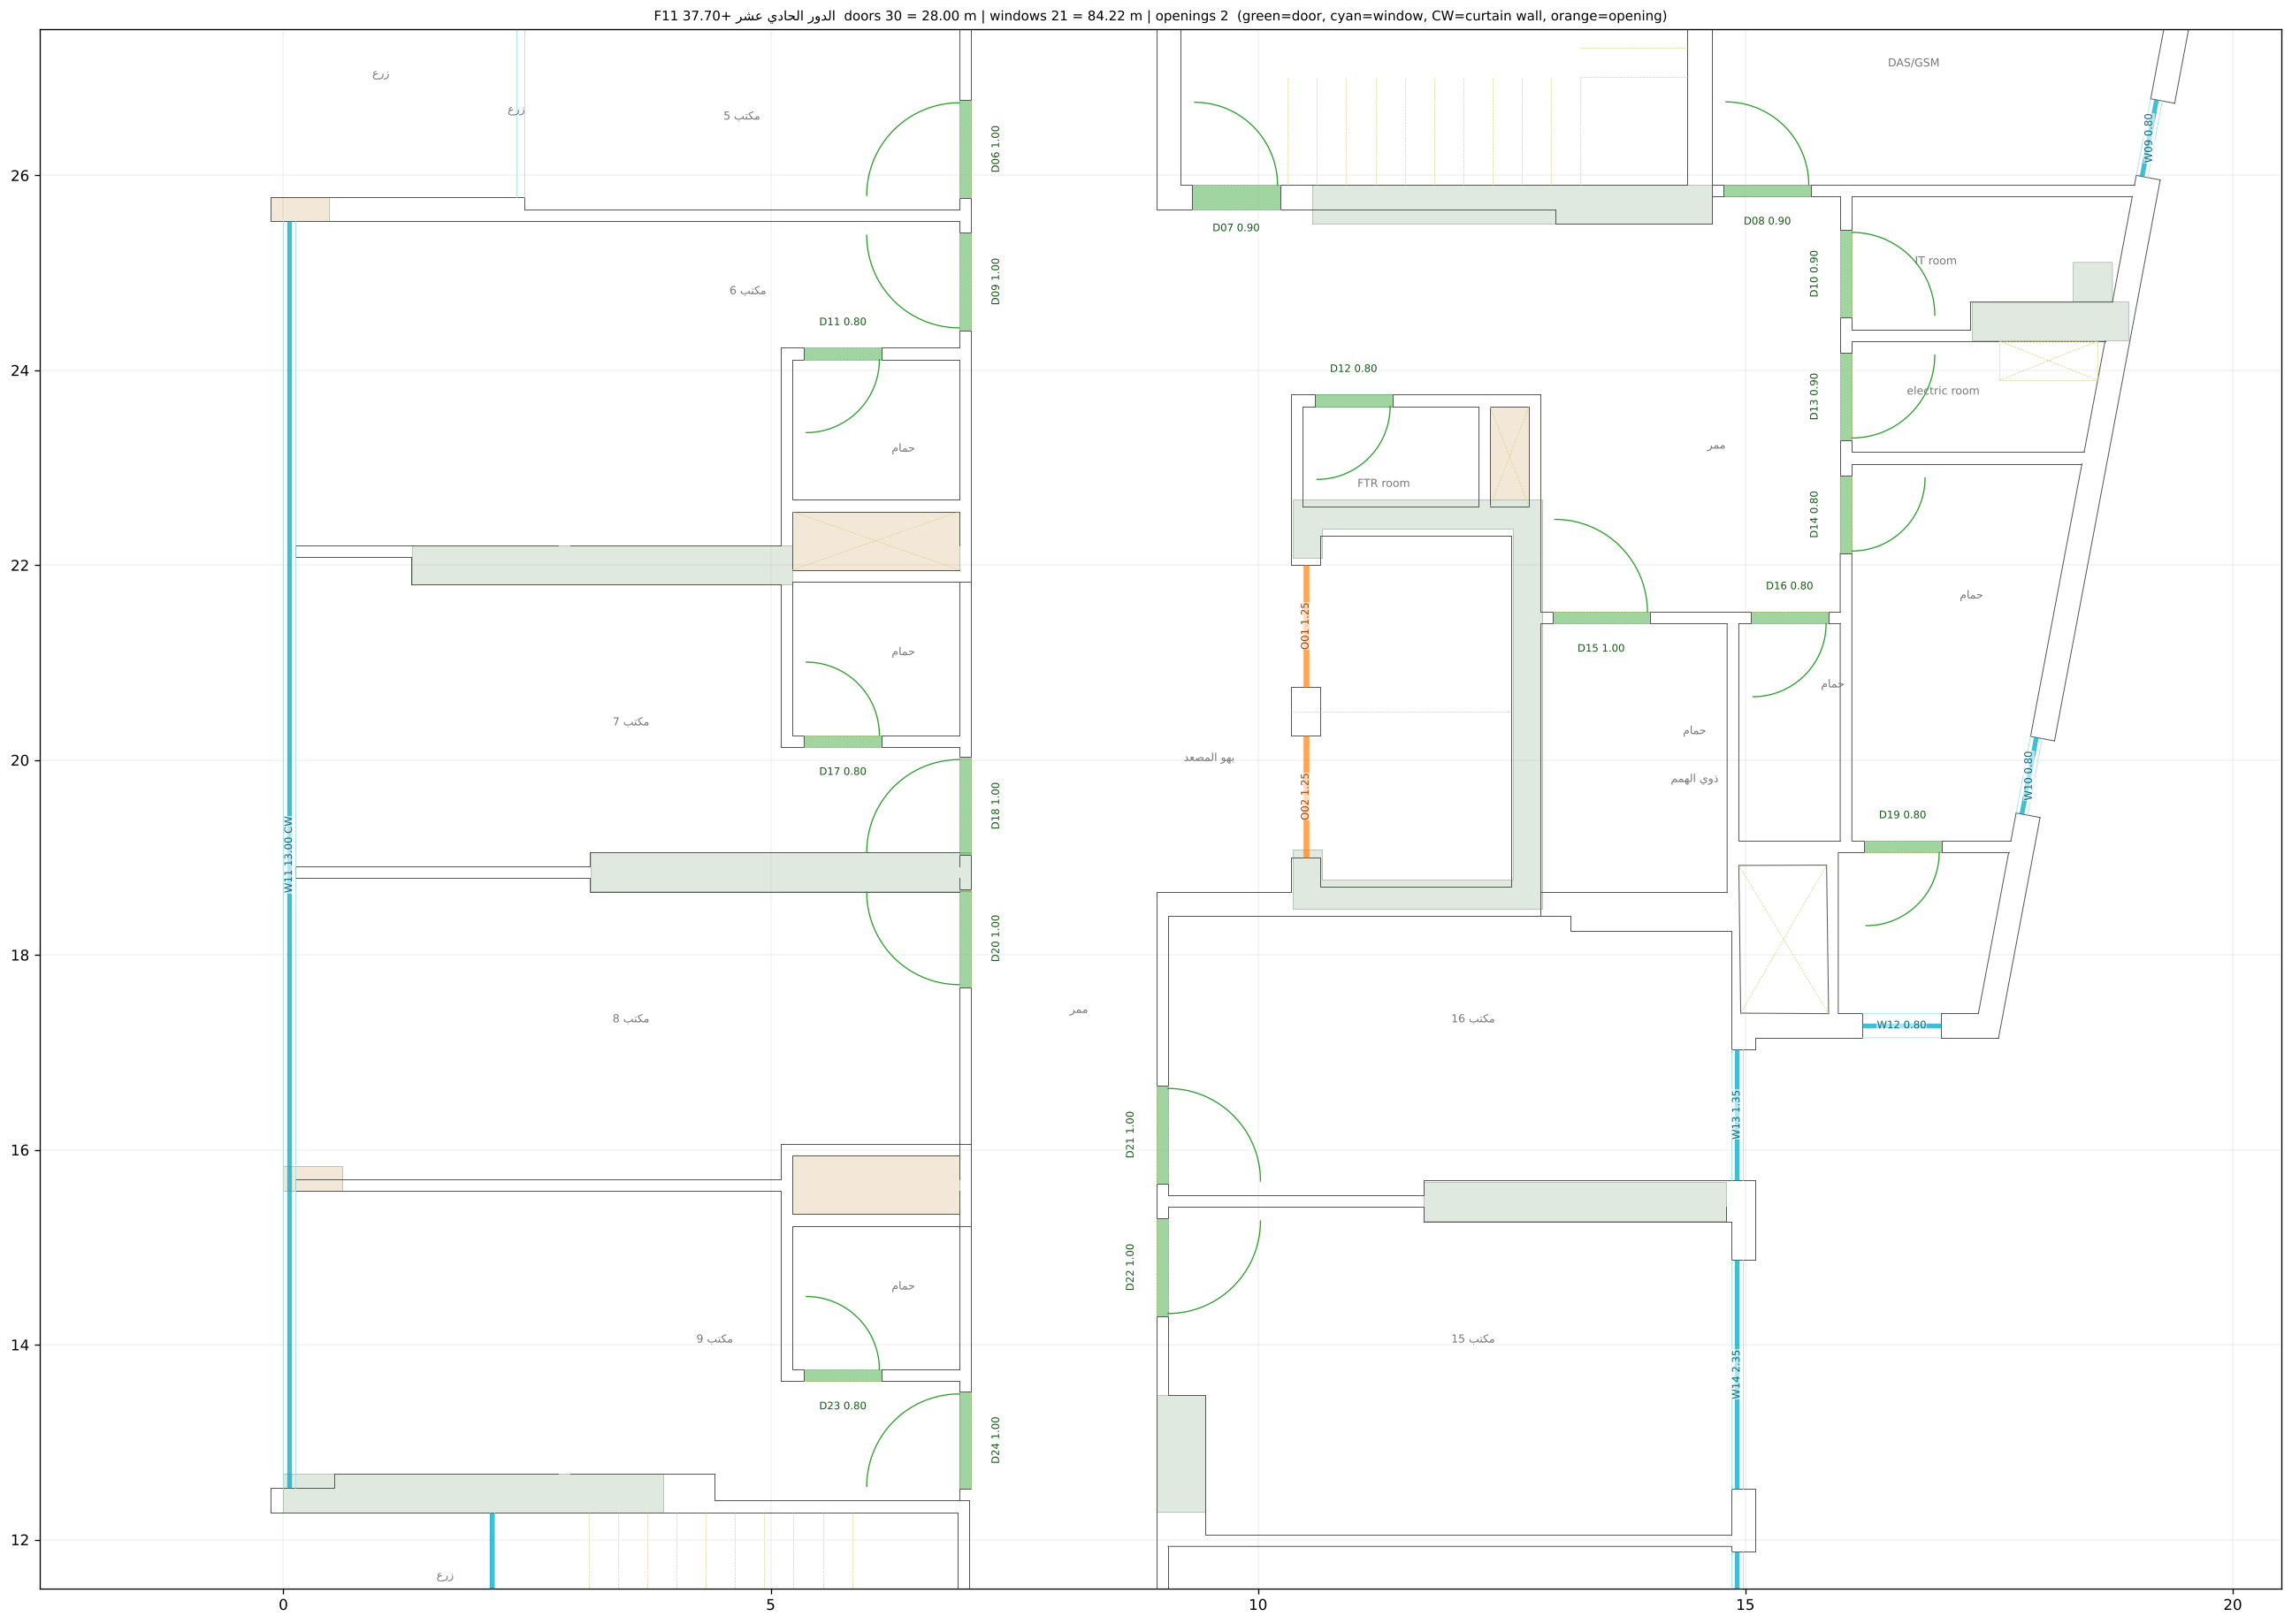 F11 37.70+ الدور الحادي عشر doors 30 = 28.00 m | windows 21 = 84.22 m | openings 2 (green=door, cyan=window, CW=curtain wall, orange=opening)
زرع
DAS/GSM
زرع
مكتب 5
D06 1.00
W09 0.80
D07 0.90
D08 0.90
26
مكتب 6
D09 1.00
D10 0.90
IT room
D11 0.80
24
D12 0.80
D13 0.90
electric room
حمام
ممر
FTR room
D14 0.80
22
D16 0.80
حمام
O01 1.25
D15 1.00
حمام
حمام
مكتب 7
حمام
20
بهو المصعد
ذوي الهمم
D17 0.80
D18 1.00
O02 1.25
W10 0.80
D19 0.80
W11 13.00 CW
D20 1.00
18
مكتب 8
ممر
مكتب 16
W12 0.80
16
D21 1.00
W13 1.35
حمام
D22 1.00
14
مكتب 9
مكتب 15
W14 2.35
D23 0.80
D24 1.00
12
زرع
0
5
10
15
20